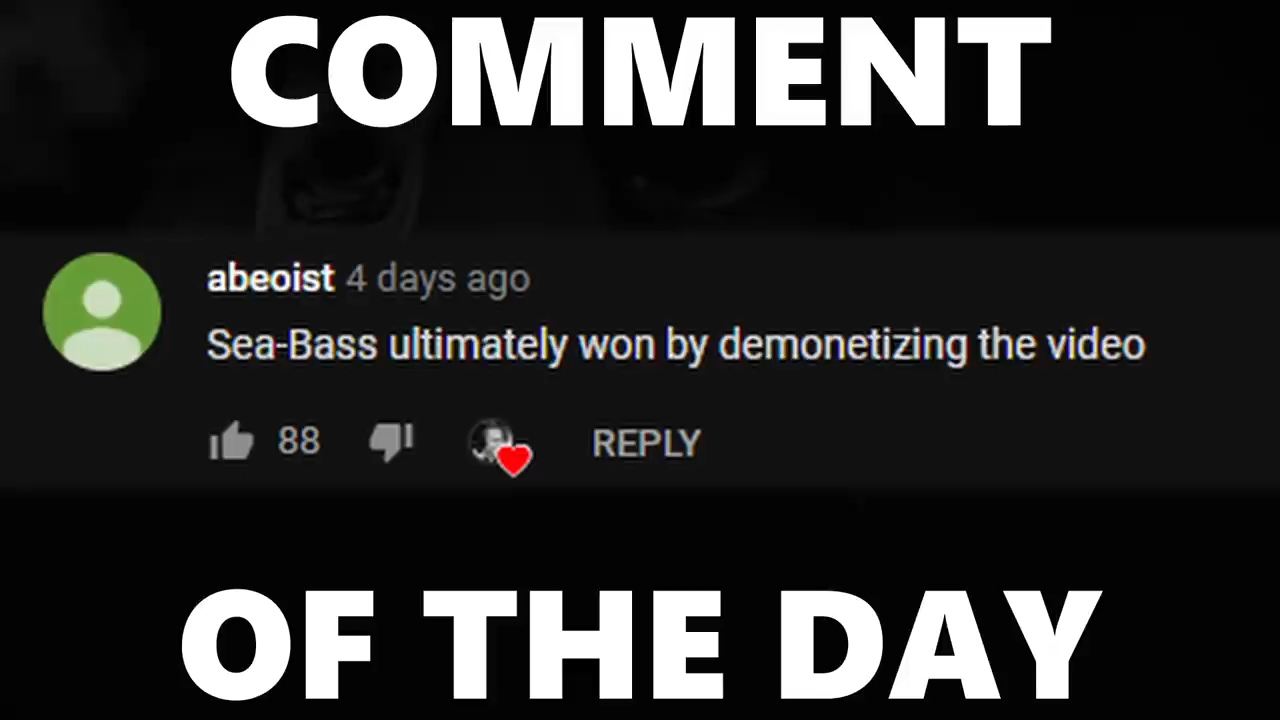 COMMENT
abeoist 4 days ago
Sea-Bass ultimately won by demonetizing the video
88 REPLY
OF THE DAY